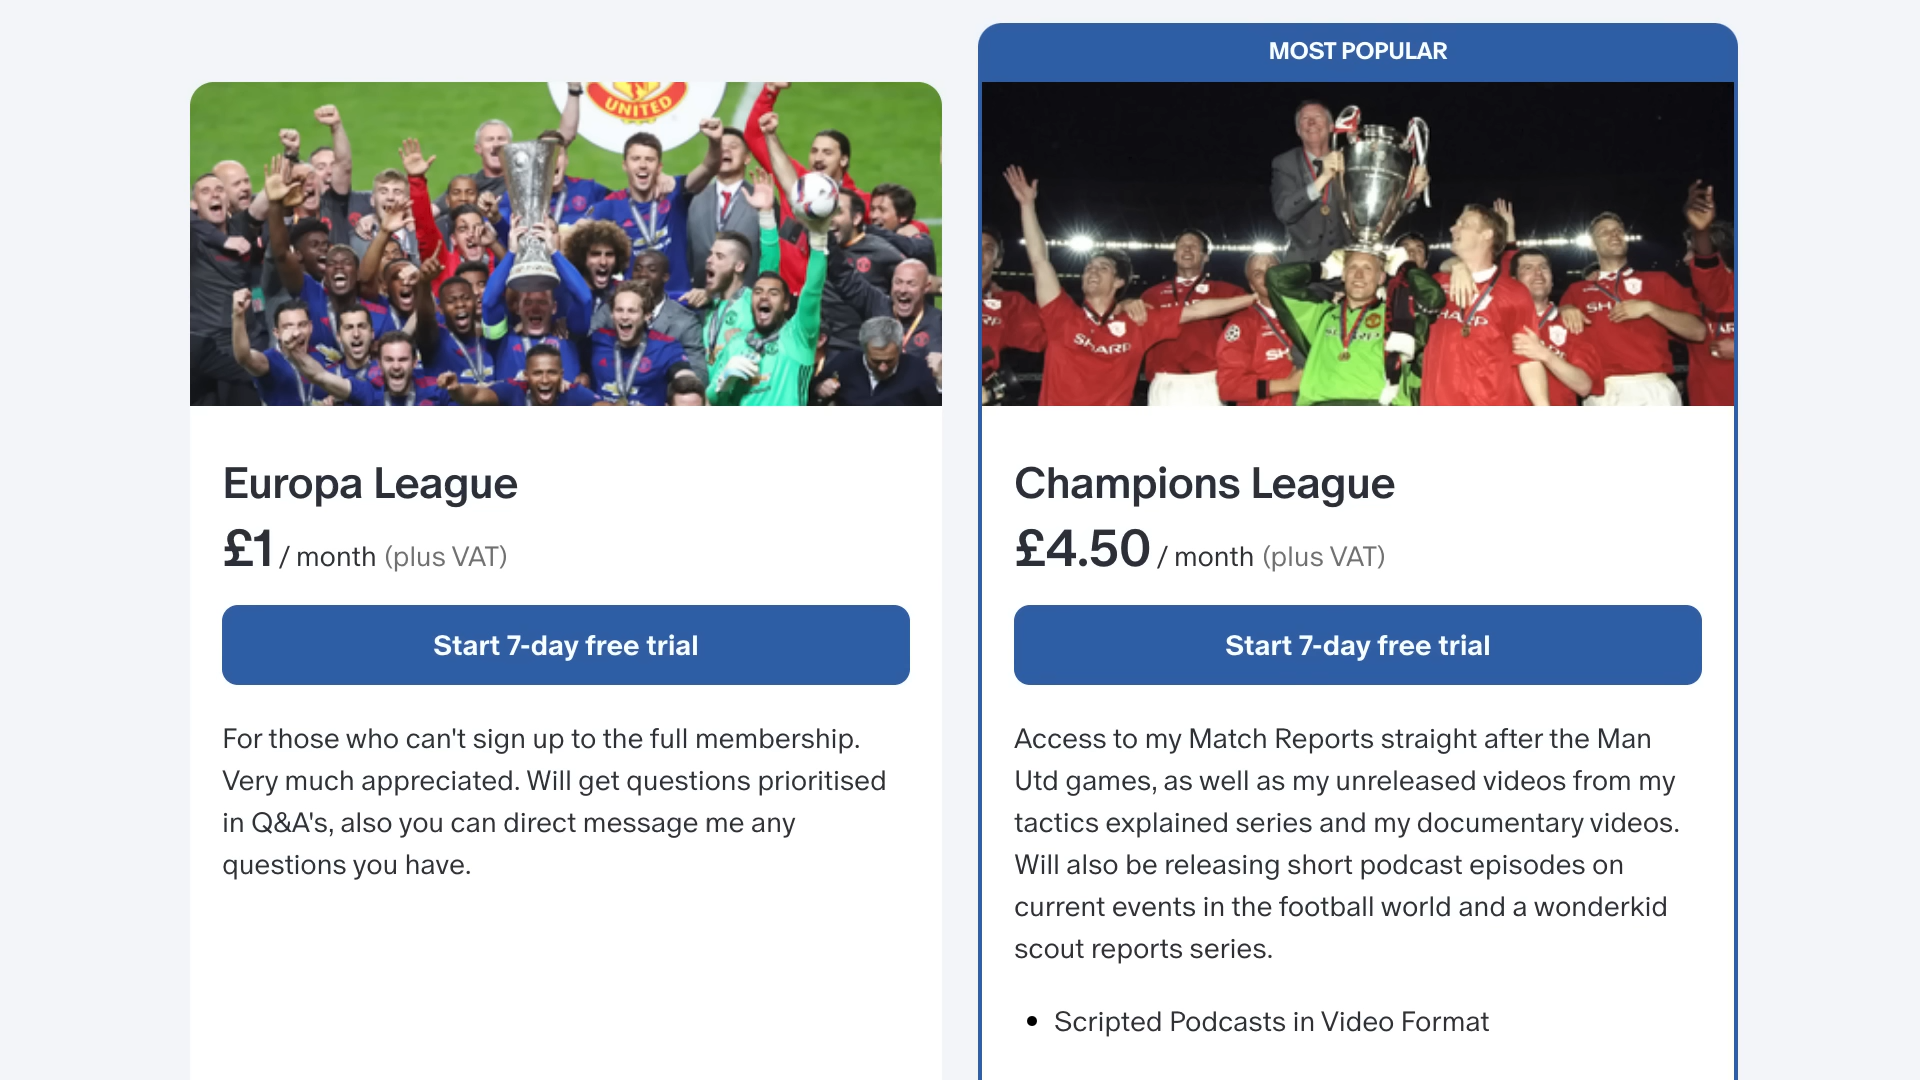 MOST POPULAR
UNITED
SHARP
SHARP
SHARP
Europa League
£1 / month (plus VAT)
Start 7-day free trial
For those who can't sign up to the full membership.
Very much appreciated. Will get questions prioritised
in Q&A's, also you can direct message me any
questions you have.
Champions League
£4.50 / month (plus VAT)
Start 7-day free trial
Access to my Match Reports straight after the Man
Utd games, as well as my unreleased videos from my
tactics explained series and my documentary videos.
Will also be releasing short podcast episodes on
current events in the football world and a wonderkid
scout reports series.
• Scripted Podcasts in Video Format